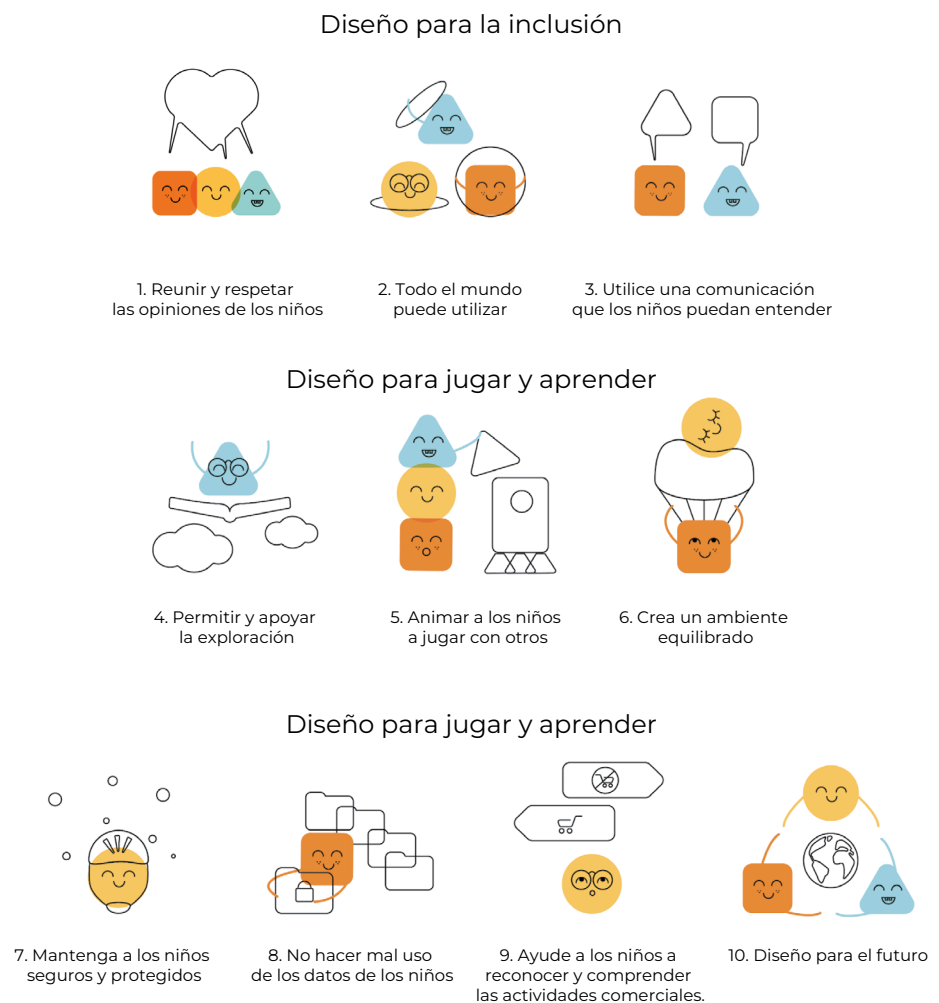 Diseño para la inclusión
1. Reunir y respetar
las opiniones de los niños
2. Todo el mundo
puede utilizar
3. Utilice una comunicación
que los niños puedan entender
Diseño para jugar y aprender
4. Permitir y apoyar
la exploración
5. Animar a los niños
a jugar con otros
6. Crea un ambiente
equilibrado
Diseño para jugar y aprender
7. Mantenga a los niños
seguros y protegidos
8. No hacer mal uso
de los datos de los niños
9. Ayude a los niños a
reconocer y comprender
las actividades comerciales.
10. Diseño para el futuro